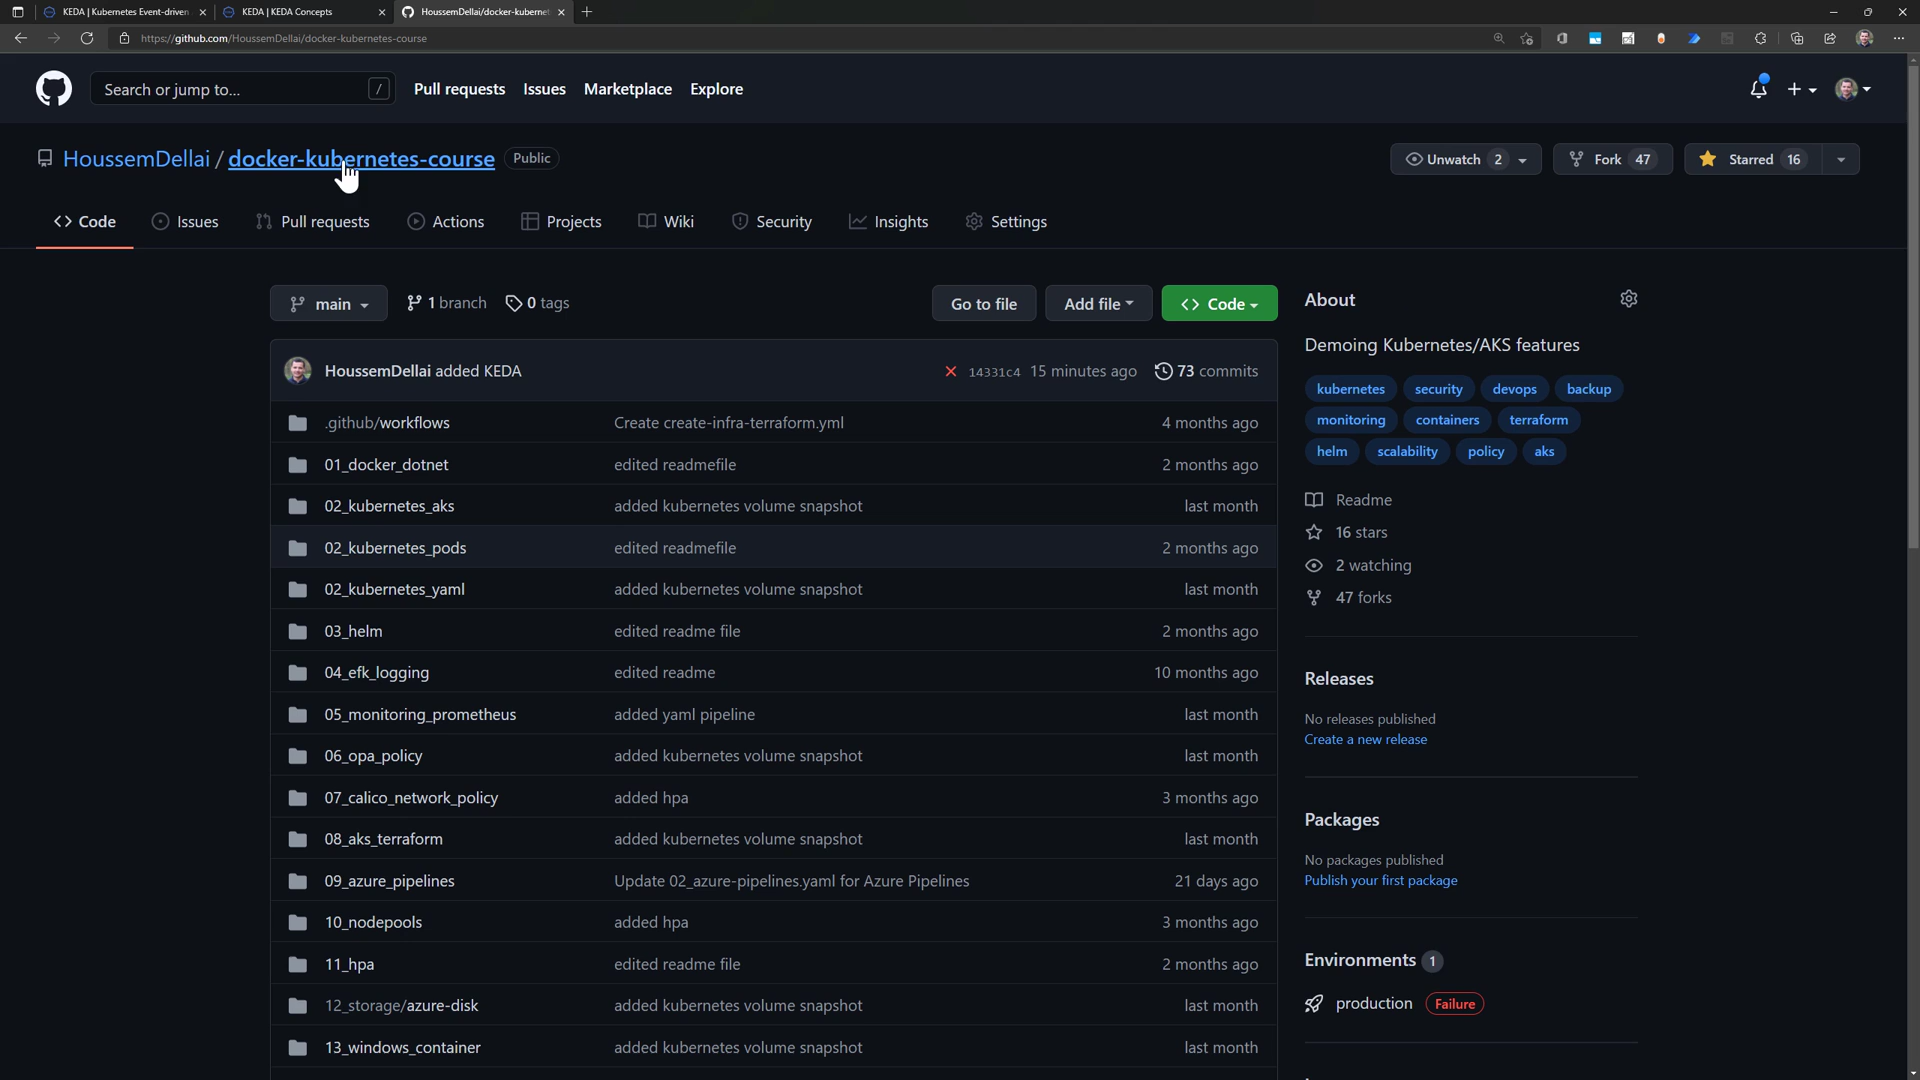 KEDA | Kubernetes Event-driven
KEDA | KEDA Concepts
HoussemDellai/docker-kubernet
https://github.com/HoussemDellai/docker-kubernetes-course
Search or jump to...
/
Pull requests
Issues
Marketplace
Explore
HoussemDellai / docker-kubernetes-course
Public
Unwatch 2
Fork 47
Starred 16
Code
Issues
Pull requests
Actions
Projects
Wiki
Security
Insights
Settings
main
1 branch
0 tags
Go to file
Add file
Code
HoussemDellai added KEDA
14331c4 15 minutes ago
73 commits
.github/workflows
Create create-infra-terraform.yml
4 months ago
01_docker_dotnet
edited readmefile
2 months ago
02_kubernetes_aks
added kubernetes volume snapshot
last month
02_kubernetes_pods
edited readmefile
2 months ago
02_kubernetes_yaml
added kubernetes volume snapshot
last month
03_helm
edited readme file
2 months ago
04_efk_logging
edited readme
10 months ago
05_monitoring_prometheus
added yaml pipeline
last month
06_opa_policy
added kubernetes volume snapshot
last month
07_calico_network_policy
added hpa
3 months ago
08_aks_terraform
added kubernetes volume snapshot
last month
09_azure_pipelines
Update 02_azure-pipelines.yaml for Azure Pipelines
21 days ago
10_nodepools
added hpa
3 months ago
11_hpa
edited readme file
2 months ago
12_storage/azure-disk
added kubernetes volume snapshot
last month
13_windows_container
added kubernetes volume snapshot
last month
About
Demoing Kubernetes/AKS features
kubernetes
security
devops
backup
monitoring
containers
terraform
helm
scalability
policy
aks
Readme
16 stars
2 watching
47 forks
Releases
No releases published
Create a new release
Packages
No packages published
Publish your first package
Environments 1
production
Failure